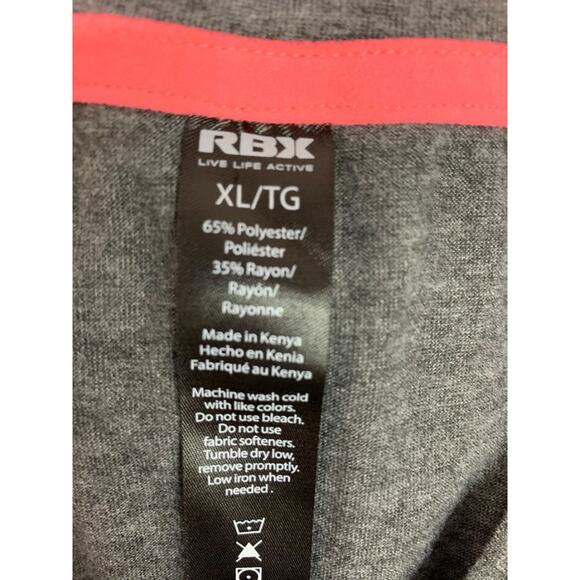 RBX
LIVE LIFE ACTIVE
XL/TG
65% Polyester/
Poliéster
35% Rayon/
Rayón/
Rayonne
Made in Kenya
Hecho en Kenia
Fabriqué au Kenya
Machine wash cold
with like colors.
Do not use bleach.
Do not use
fabric softeners.
Tumble dry low,
remove promptly.
Low iron when
needed .